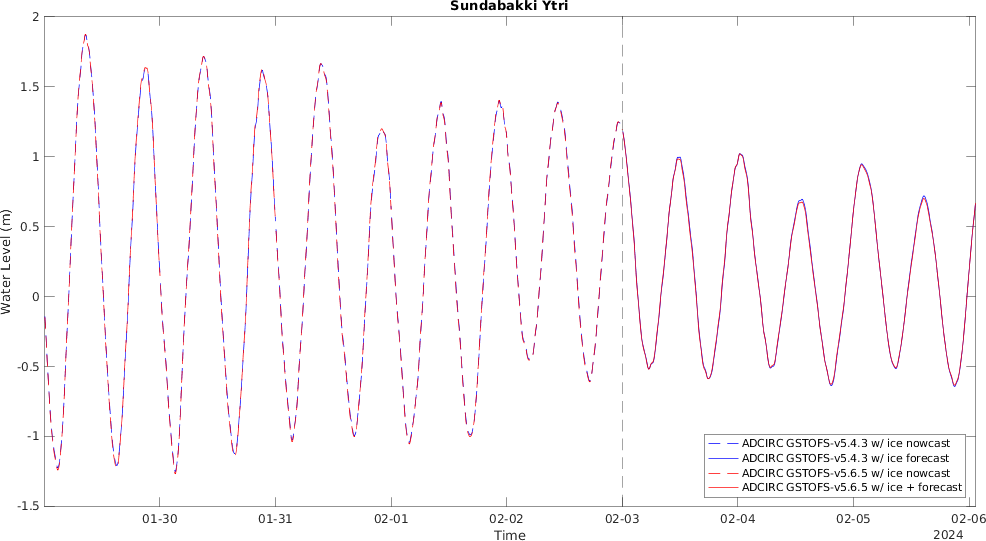 Sundabakki Ytri
2
1.5
1
0.5
0
-0.5
-1
-1.5
Water Level (m)
01-30
01-31
02-01
02-02
02-03
02-04
02-05
02-06
Time
2024
ADCIRC GSTOFS-v5.4.3 w/ ice nowcast
ADCIRC GSTOFS-v5.4.3 w/ ice forecast
ADCIRC GSTOFS-v5.6.5 w/ ice nowcast
ADCIRC GSTOFS-v5.6.5 w/ ice + forecast